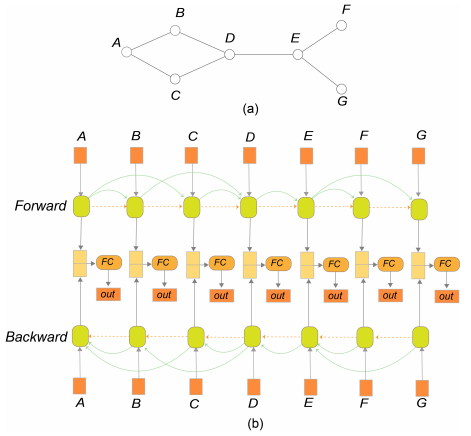 B
F
A
D
E
C
G
(a)
A B C D E F G
Forward
FC FC FC FC FC FC FC
out out out out out out out
Backward
A B C D E F G
(b)